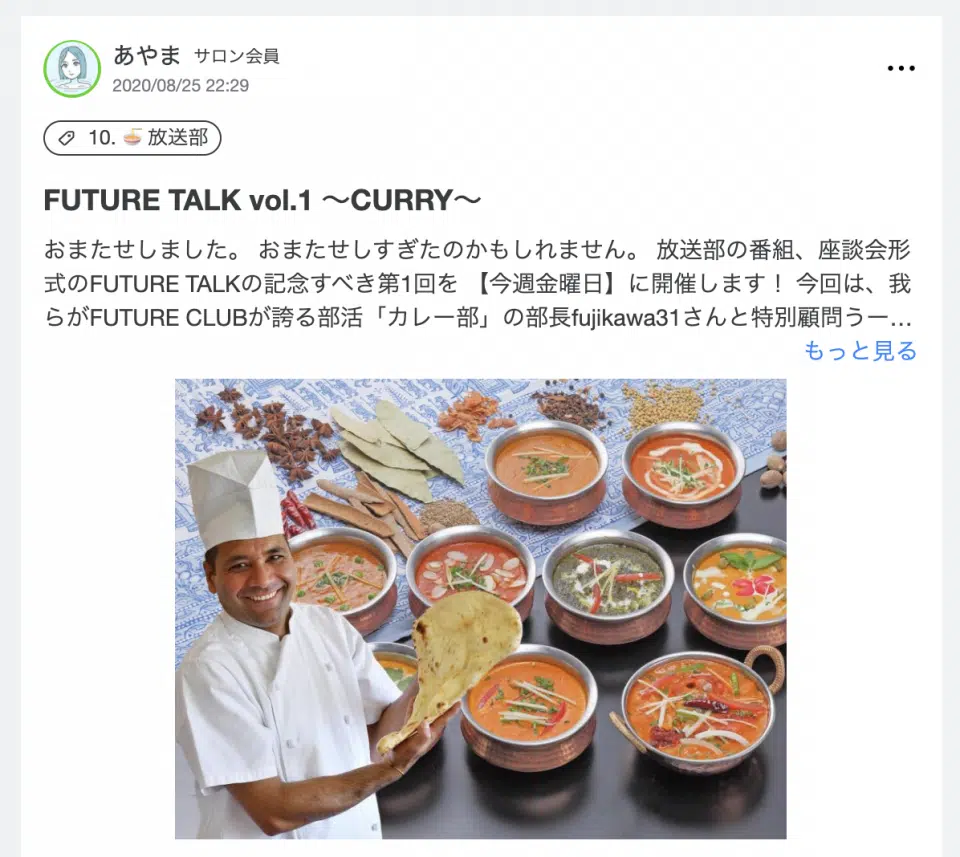 あやま サロン会員
2020/08/25 22:29
10. 🍜 放送部
FUTURE TALK vol.1 〜CURRY〜
おまたせしました。 おまたせしすぎたのかもしれません。 放送部の番組、座談会形
式のFUTURE TALKの記念すべき第1回を 【今週金曜日】に開催します！ 今回は、我
らがFUTURE CLUBが誇る部活「カレー部」の部長fujikawa31さんと特別顧問うー…
もっと見る